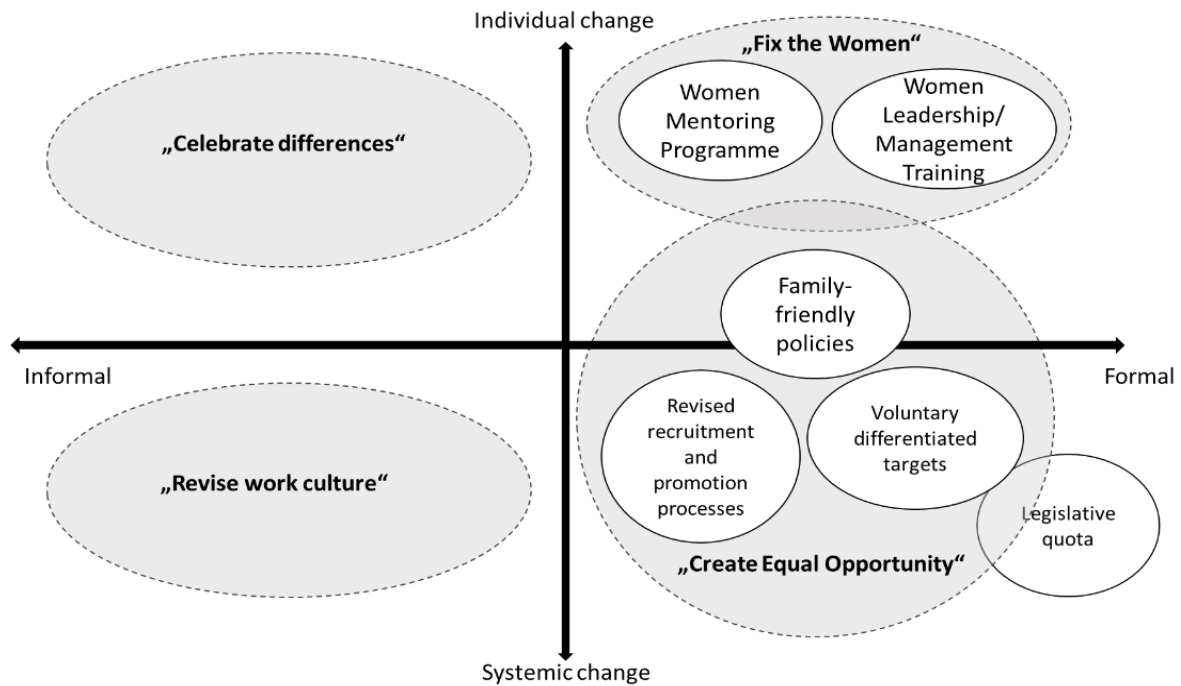 Individual change
„Fix the Women“
Women
Mentoring
Programme
Women
Leadership/
Management
Training
„Celebrate differences“
Family-
friendly
policies
Informal
Formal
Revised
recruitment
and
promotion
processes
Voluntary
differentiated
targets
„Revise work culture“
Legislative
quota
„Create Equal Opportunity“
Systemic change